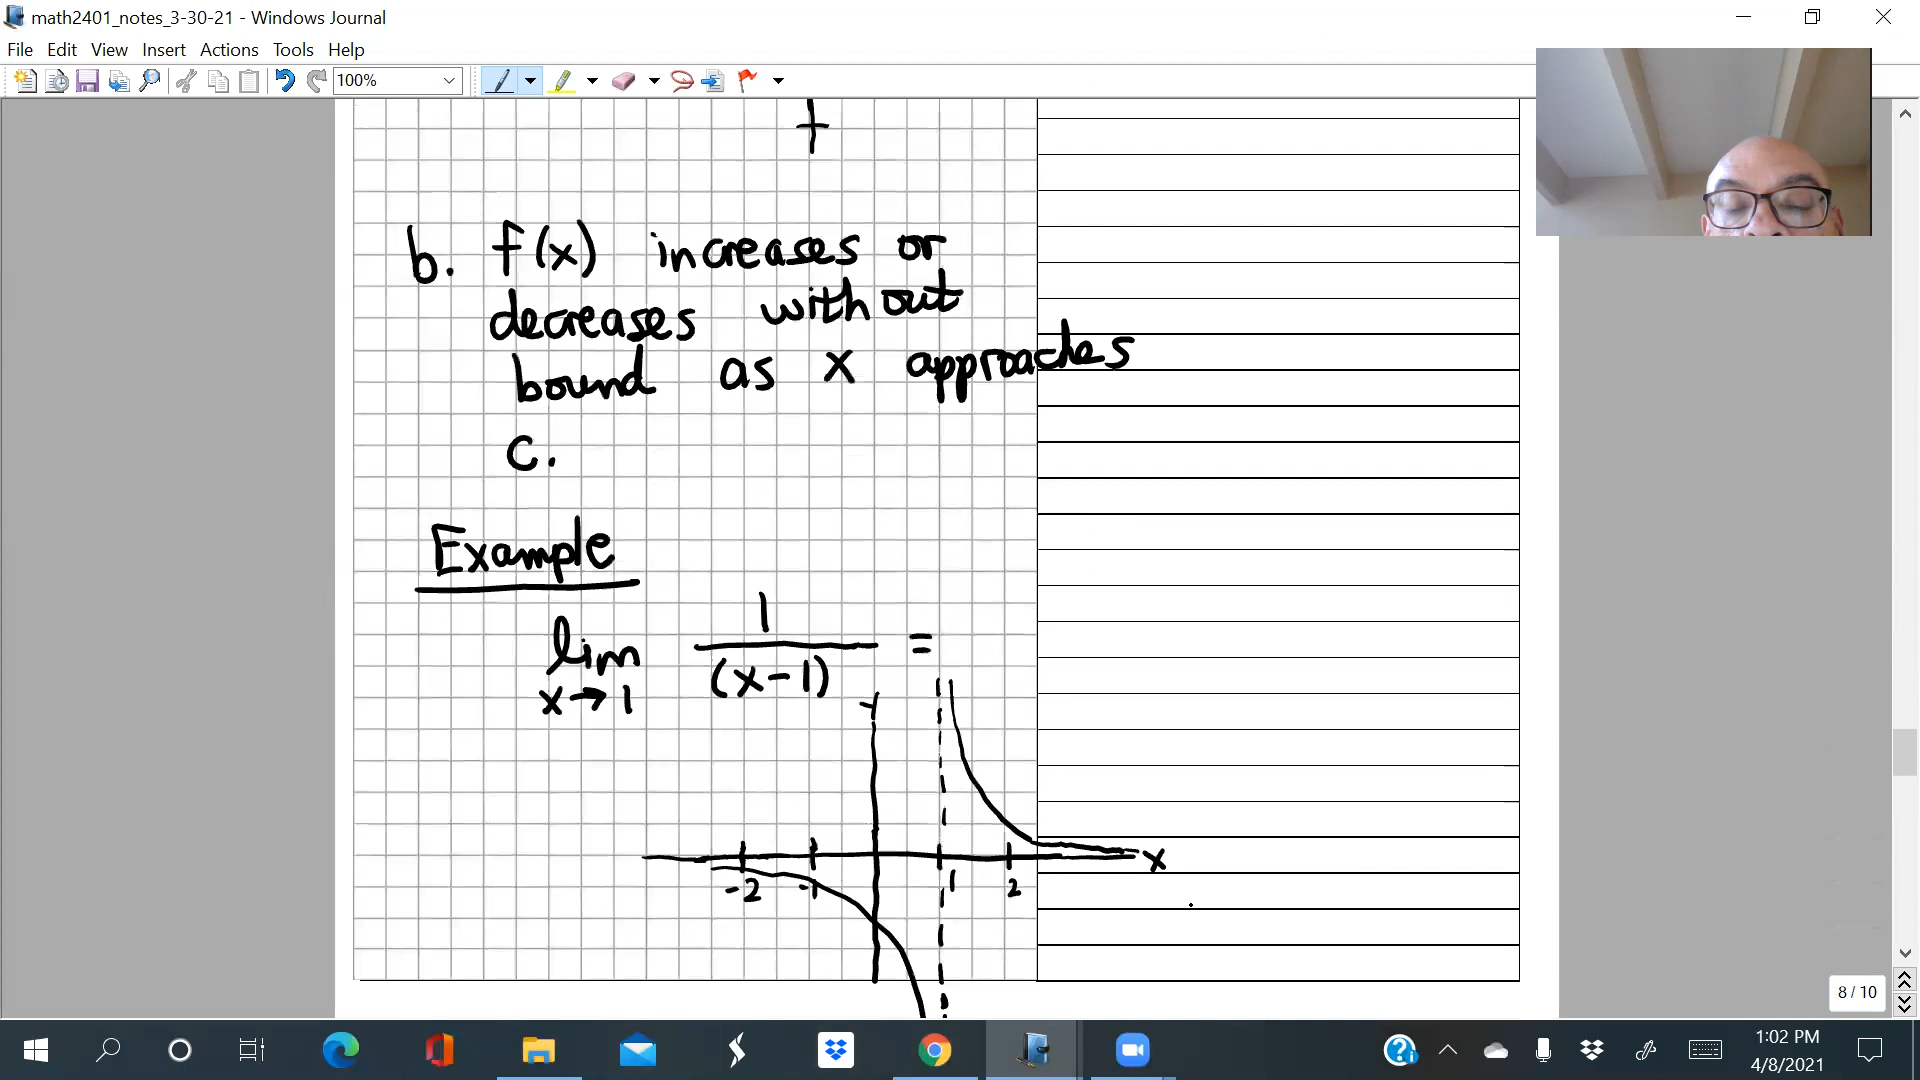 math2401_notes_3-30-21 - Windows Journal
File Edit View Insert Actions Tools Help
100%
b. f(x) increases or
decreases without
bound as x approaches
c.
Example
lim 1/(x-1) =
x→1
-2 -1 1 2 x
8 / 10
1:02 PM
4/8/2021